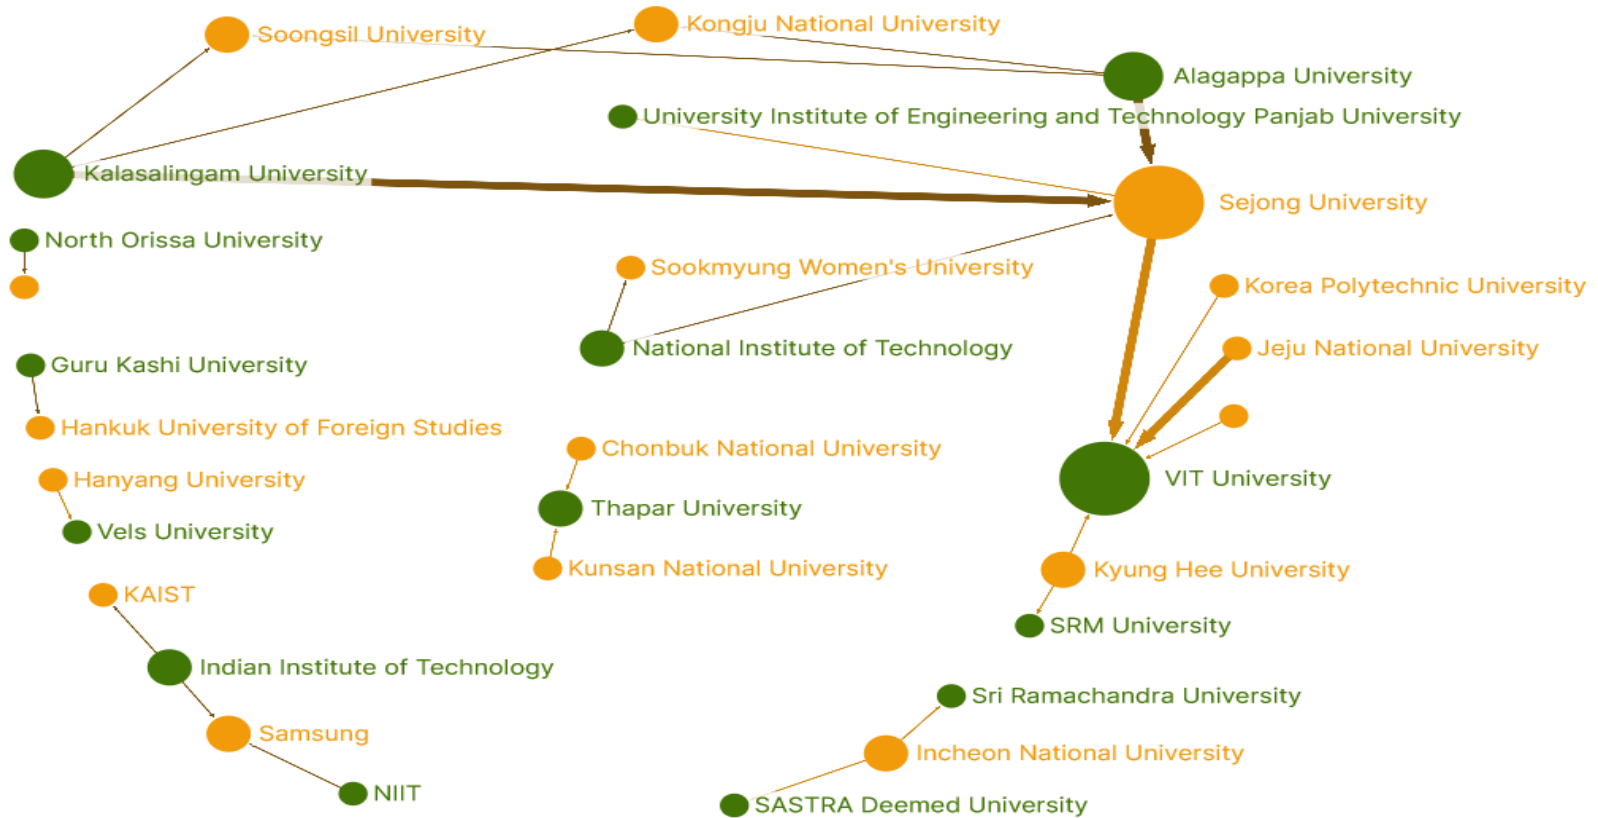 Soongsil University
Kongju National University
Alagappa University
University Institute of Engineering and Technology Panjab University
Kalasalingam University
Sejong University
North Orissa University
Sookmyung Women's University
Korea Polytechnic University
National Institute of Technology
Jeju National University
Guru Kashi University
Hankuk University of Foreign Studies
Chonbuk National University
Hanyang University
VIT University
Thapar University
Vels University
Kunsan National University
Kyung Hee University
KAIST
SRM University
Indian Institute of Technology
Sri Ramachandra University
Samsung
Incheon National University
NIIT
SASTRA Deemed University